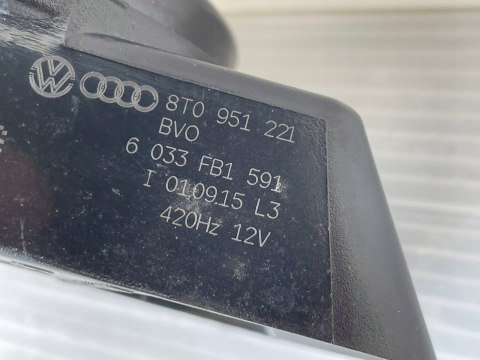 8T0 951 221
BVO
6 033 FB1 591
I 010915 L3
420Hz 12V